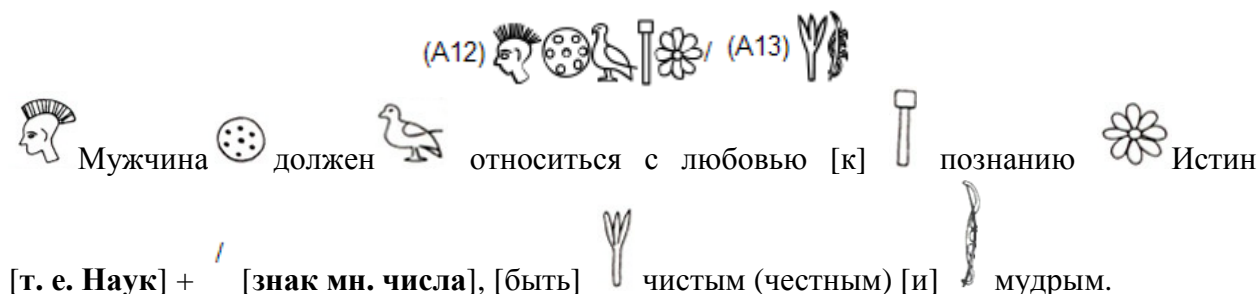 (A12) / (A13)
Мужчина должен относиться с любовью [к] познанию Истин
[т. е. Наук] + / [знак мн. числа], [быть] чистым (честным) [и] мудрым.